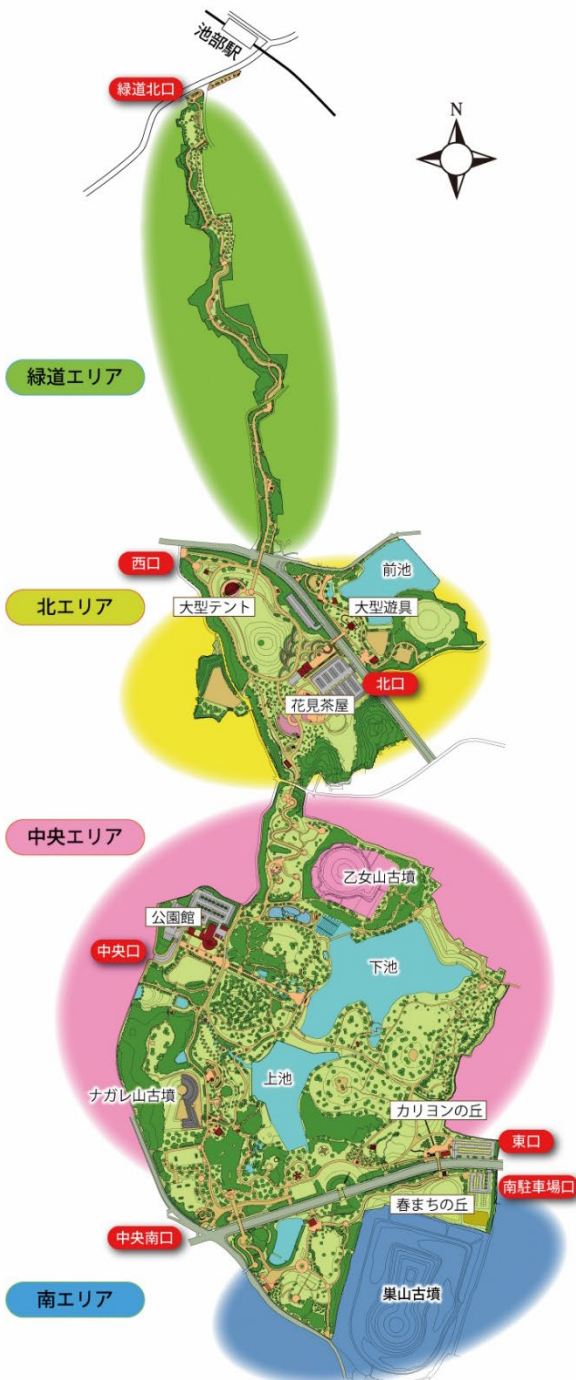 池部駅
緑道北口
N
緑道エリア
西口
前池
大型テント
大型遊具
北エリア
北口
花見茶屋
中央エリア
乙女山古墳
公園館
中央口
下池
上池
ナガレ山古墳
カリヨンの丘
東口
南駐車場口
春まちの丘
中央南口
南エリア
巣山古墳